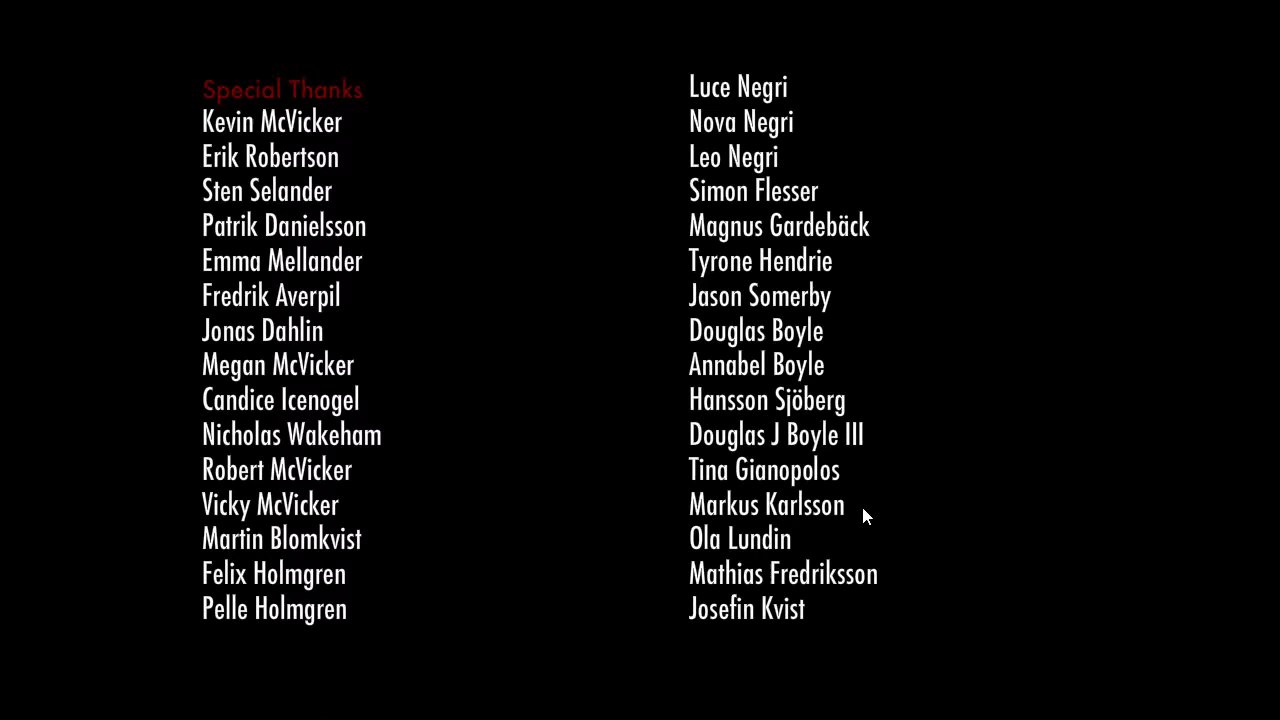 Special Thanks
Kevin McVicker
Erik Robertson
Sten Selander
Patrik Danielsson
Emma Mellander
Fredrik Averpil
Jonas Dahlin
Megan McVicker
Candice Icenogel
Nicholas Wakeham
Robert McVicker
Vicky McVicker
Martin Blomkvist
Felix Holmgren
Pelle Holmgren
Luce Negri
Nova Negri
Leo Negri
Simon Flesser
Magnus Gardebäck
Tyrone Hendrie
Jason Somerby
Douglas Boyle
Annabel Boyle
Hansson Sjöberg
Douglas J Boyle III
Tina Gianopolos
Markus Karlsson
Ola Lundin
Mathias Fredriksson
Josefin Kvist